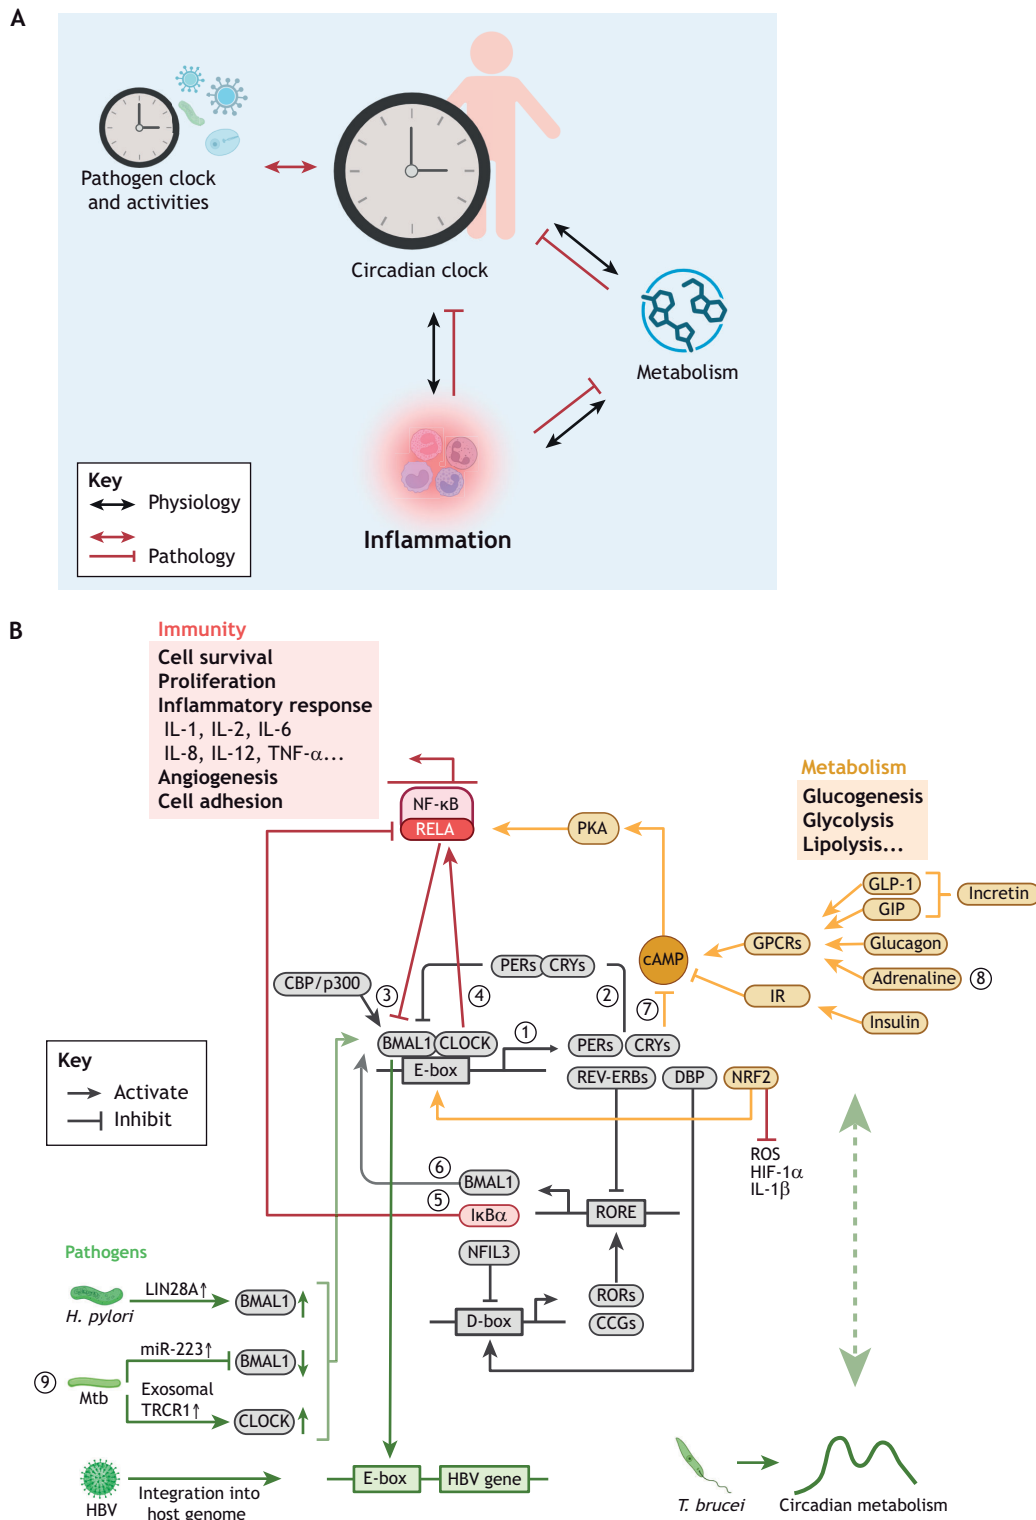 A
Pathogen clock
and activities
Circadian clock
Metabolism
Inflammation
Key
Physiology
Pathology
B
Immunity
Cell survival
Proliferation
Inflammatory response
IL-1, IL-2, IL-6
IL-8, IL-12, TNF-α...
Angiogenesis
Cell adhesion
NF-κB
RELA
PKA
Metabolism
Glucogenesis
Glycolysis
Lipolysis...
GLP-1
GIP
Incretin
GPCRs
Glucagon
Adrenaline
8
cAMP
IR
Insulin
PERs
CRYs
CBP/p300
3
4
2
7
BMAL1
CLOCK
1
E-box
PERs
CRYs
REV-ERBs
DBP
NRF2
Key
Activate
Inhibit
ROS
HIF-1α
IL-1β
6
BMAL1
5
IκBα
RORE
NFIL3
RORs
CCGs
D-box
Pathogens
LIN28A↑
BMAL1
H. pylori
miR-223↑
BMAL1
9
Mtb
Exosomal
TRCR1↑
CLOCK
HBV
Integration into
host genome
E-box
HBV gene
T. brucei
Circadian metabolism